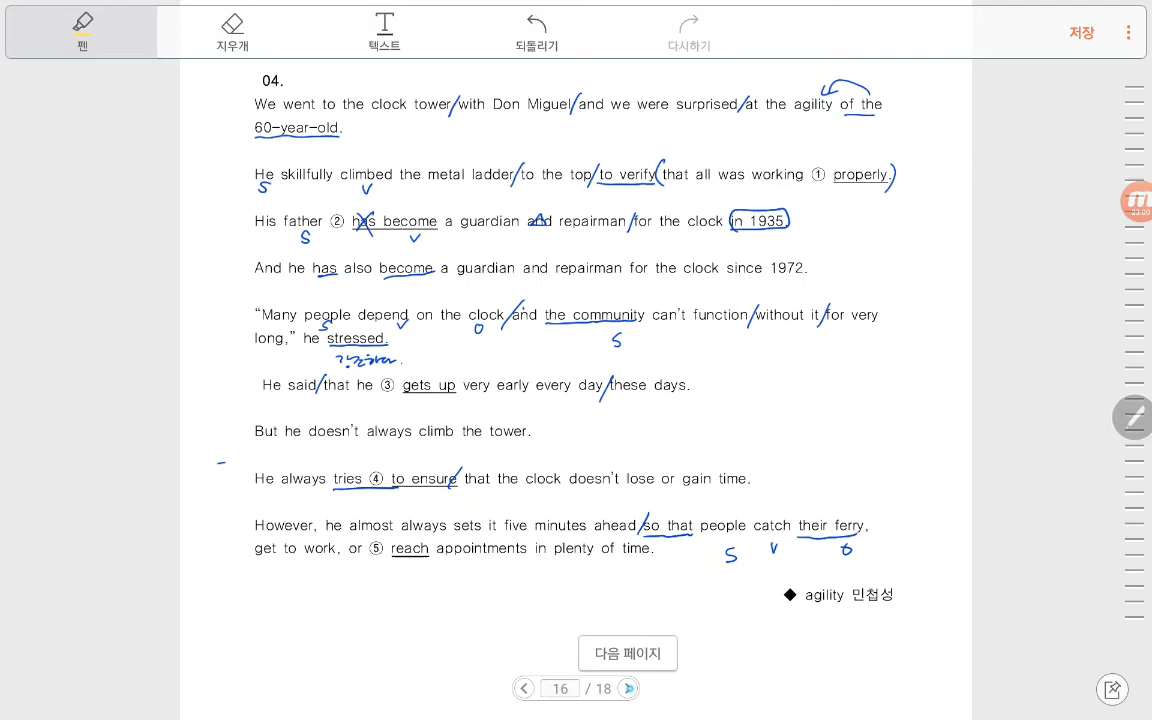 펜
지우개
텍스트
되돌리기
다시하기
저장
04.
We went to the clock tower with Don Miguel and we were surprised at the agility of the
60-year-old.
He skillfully climbed the metal ladder to the top to verify that all was working ① properly.
S
V
His father ② has become a guardian and repairman for the clock in 1935.
S
V
And he has also become a guardian and repairman for the clock since 1972.
"Many people depend on the clock and the community can't function without it for very
S
V
O
S
long," he stressed.
강조하다.
He said that he ③ gets up very early every day these days.
But he doesn't always climb the tower.
He always tries ④ to ensure that the clock doesn't lose or gain time.
However, he almost always sets it five minutes ahead so that people catch their ferry,
get to work, or ⑤ reach appointments in plenty of time.
S
V
O
◆ agility 민첩성
다음 페이지
16 / 18
23:00